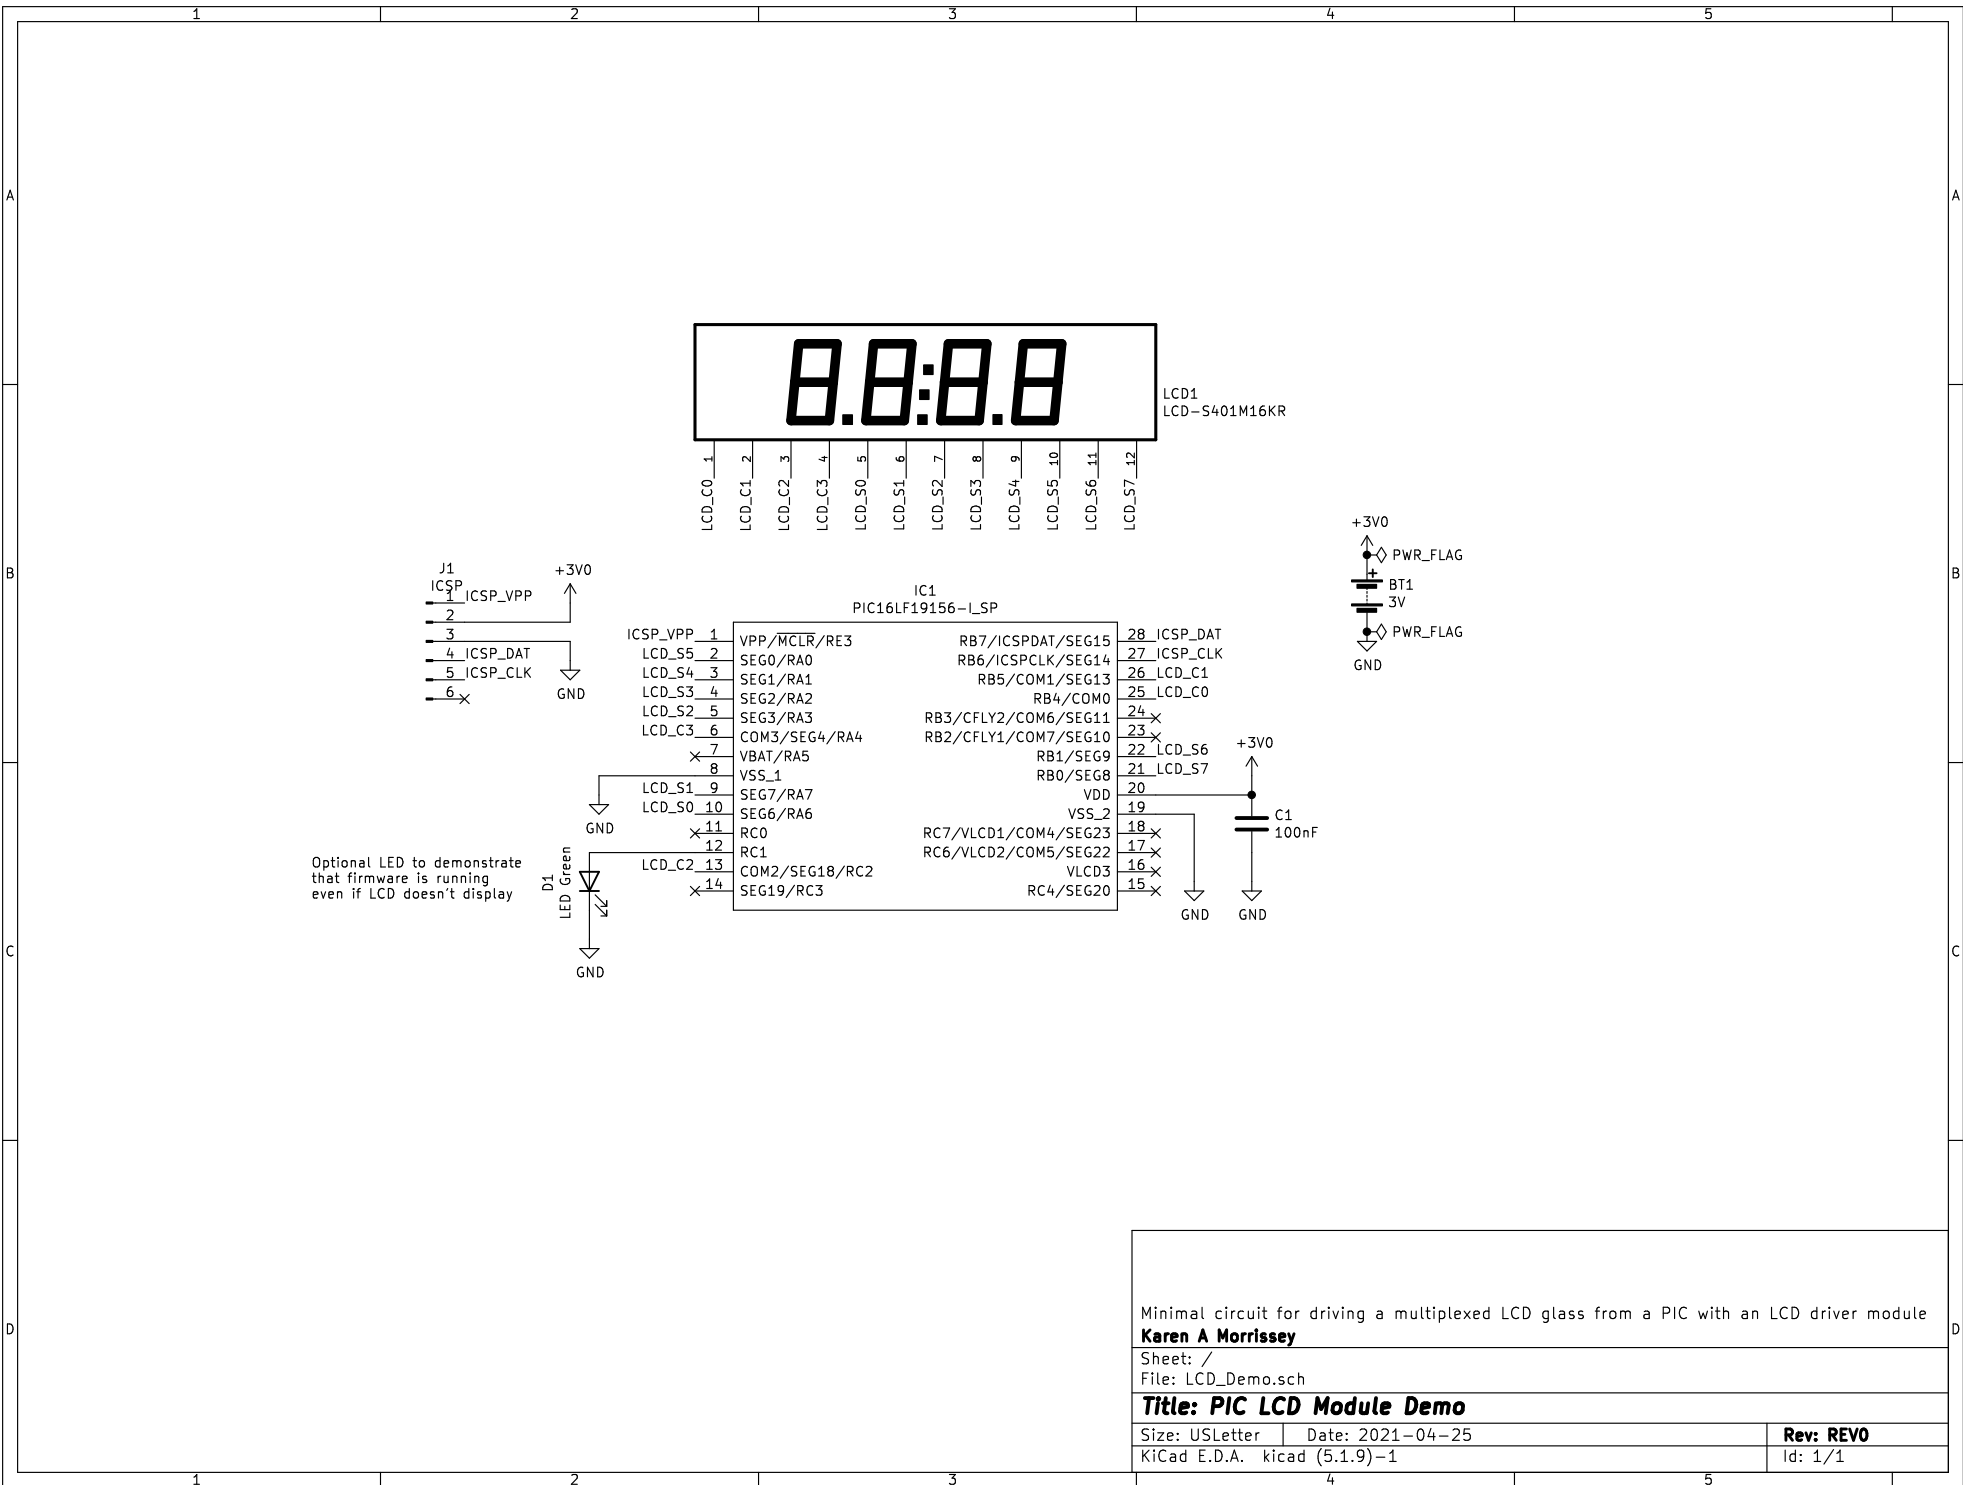 1 2 3 4 5
A A
LCD1
LCD-S401M16KR
1 2 3 4 5 6 7 8 9 10 11 12
LCD_C0 LCD_C1 LCD_C2 LCD_C3 LCD_S0 LCD_S1 LCD_S2 LCD_S3 LCD_S4 LCD_S5 LCD_S6 LCD_S7
B B
J1
ICSP
1 ICSP_VPP
2
3
4 ICSP_DAT
5 ICSP_CLK
6
+3V0
GND
+3V0
PWR_FLAG
+
BT1
3V
PWR_FLAG
GND
IC1
PIC16LF19156-I_SP
ICSP_VPP 1 VPP/MCLR/RE3 RB7/ICSPDAT/SEG15 28 ICSP_DAT
LCD_S5 2 SEG0/RA0 RB6/ICSPCLK/SEG14 27 ICSP_CLK
LCD_S4 3 SEG1/RA1 RB5/COM1/SEG13 26 LCD_C1
LCD_S3 4 SEG2/RA2 RB4/COM0 25 LCD_C0
LCD_S2 5 SEG3/RA3 RB3/CFLY2/COM6/SEG11 24
LCD_C3 6 COM3/SEG4/RA4 RB2/CFLY1/COM7/SEG10 23
7 VBAT/RA5 RB1/SEG9 22 LCD_S6
8 VSS_1 RB0/SEG8 21 LCD_S7
LCD_S1 9 SEG7/RA7 VDD 20
LCD_S0 10 SEG6/RA6 VSS_2 19
11 RC0 RC7/VLCD1/COM4/SEG23 18
12 RC1 RC6/VLCD2/COM5/SEG22 17
LCD_C2 13 COM2/SEG18/RC2 VLCD3 16
14 SEG19/RC3 RC4/SEG20 15
GND
+3V0
C1
100nF
GND
GND
Optional LED to demonstrate
that firmware is running
even if LCD doesn't display
D1
LED Green
GND
C C
D D
Minimal circuit for driving a multiplexed LCD glass from a PIC with an LCD driver module
Karen A Morrissey
Sheet: /
File: LCD_Demo.sch
Title: PIC LCD Module Demo
Size: USLetter Date: 2021-04-25 Rev: REV0
KiCad E.D.A. kicad (5.1.9)-1 Id: 1/1
1 2 3 4 5